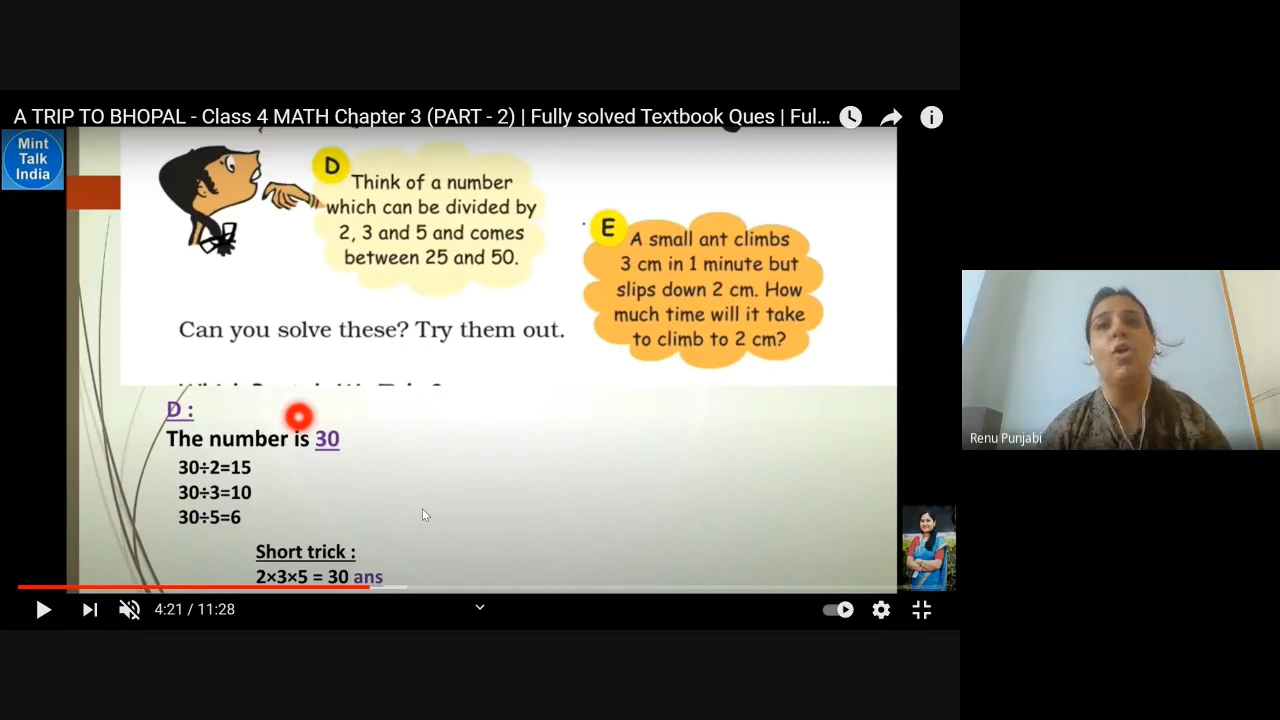 A TRIP TO BHOPAL - Class 4 MATH Chapter 3 (PART - 2) | Fully solved Textbook Ques | Ful...
Mint
Talk
India
D
Think of a number
which can be divided by
2, 3 and 5 and comes
between 25 and 50.
E
A small ant climbs
3 cm in 1 minute but
slips down 2 cm. How
much time will it take
to climb to 2 cm?
Can you solve these? Try them out.
D :
The number is 30
30÷2=15
30÷3=10
30÷5=6
Short trick :
2×3×5 = 30 ans
4:21 / 11:28
Renu Punjabi